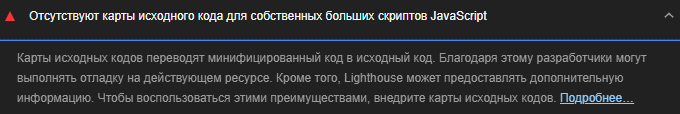 Отсутствуют карты исходного кода для собственных больших скриптов JavaScript
Карты исходных кодов переводят минифицированный код в исходный код. Благодаря этому разработчики могут
выполнять отладку на действующем ресурсе. Кроме того, Lighthouse может предоставлять дополнительную
информацию. Чтобы воспользоваться этими преимуществами, внедрите карты исходных кодов. Подробнее…